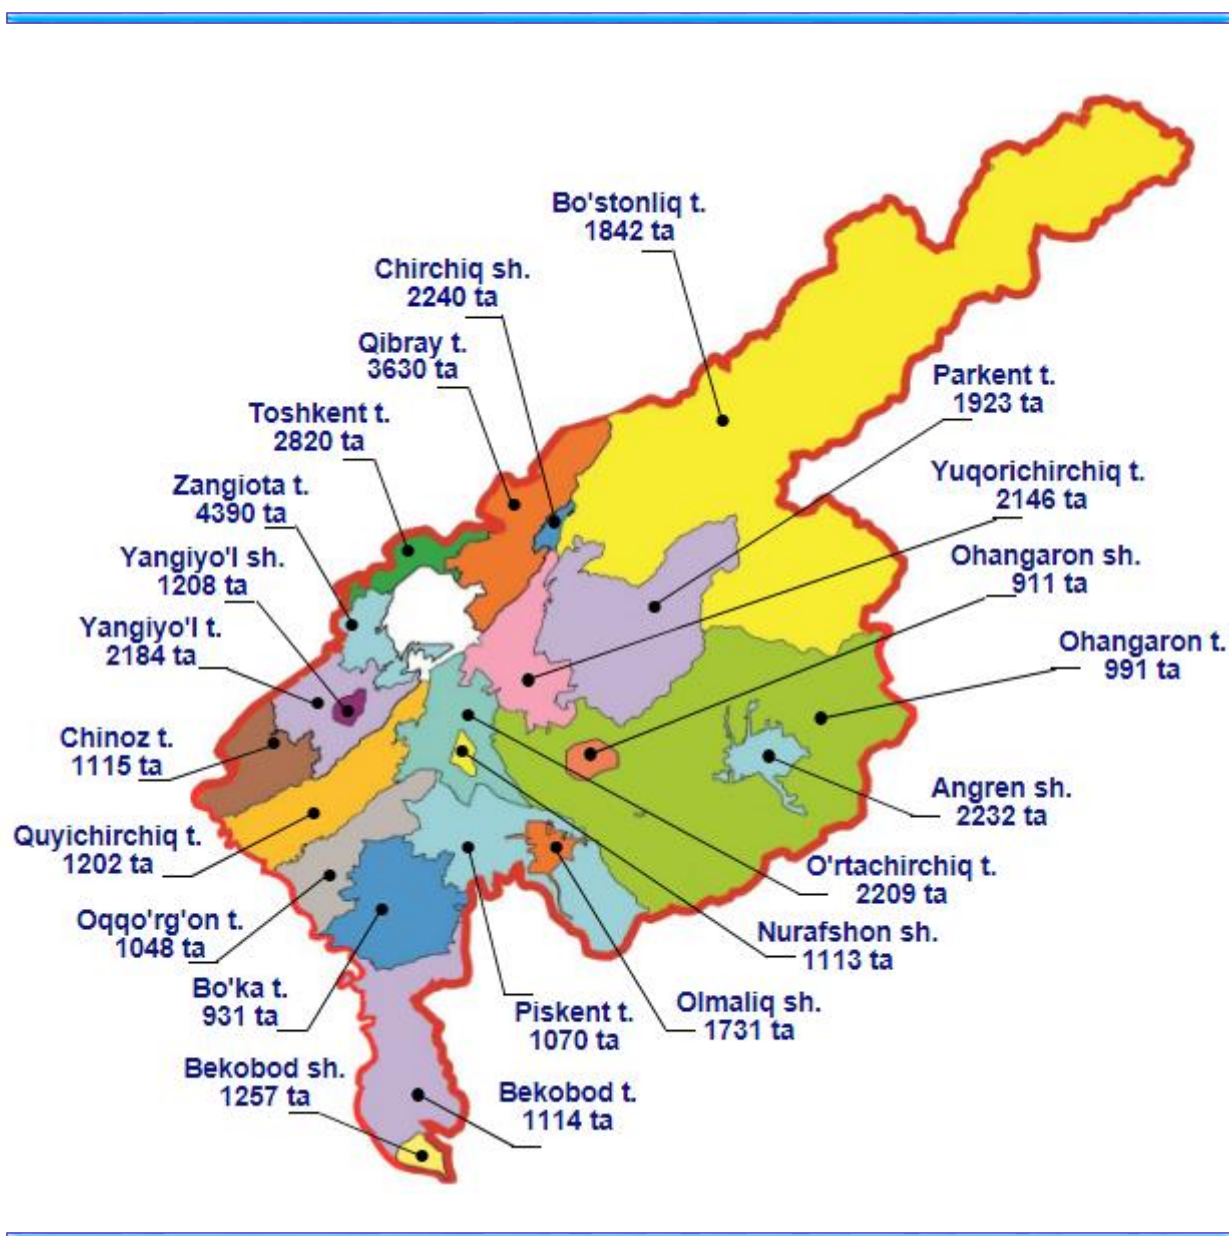 Bo'stonliq t.
1842 ta
Chirchiq sh.
2240 ta
Qibray t.
3630 ta
Parkent t.
1923 ta
Toshkent t.
2820 ta
Yuqorichirchiq t.
2146 ta
Zangiota t.
4390 ta
Yangiyo'l sh.
1208 ta
Ohangaron sh.
911 ta
Yangiyo'l t.
2184 ta
Ohangaron t.
991 ta
Chinoz t.
1115 ta
Angren sh.
2232 ta
Quyichirchiq t.
1202 ta
O'rtachirchiq t.
2209 ta
Oqqo'rg'on t.
1048 ta
Nurafshon sh.
1113 ta
Bo'ka t.
931 ta
Piskent t.
1070 ta
Olmaliq sh.
1731 ta
Bekobod sh.
1257 ta
Bekobod t.
1114 ta